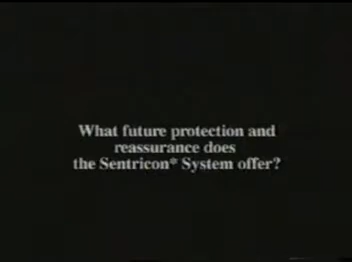 What future protection and
reassurance does
the Sentricon* System offer?